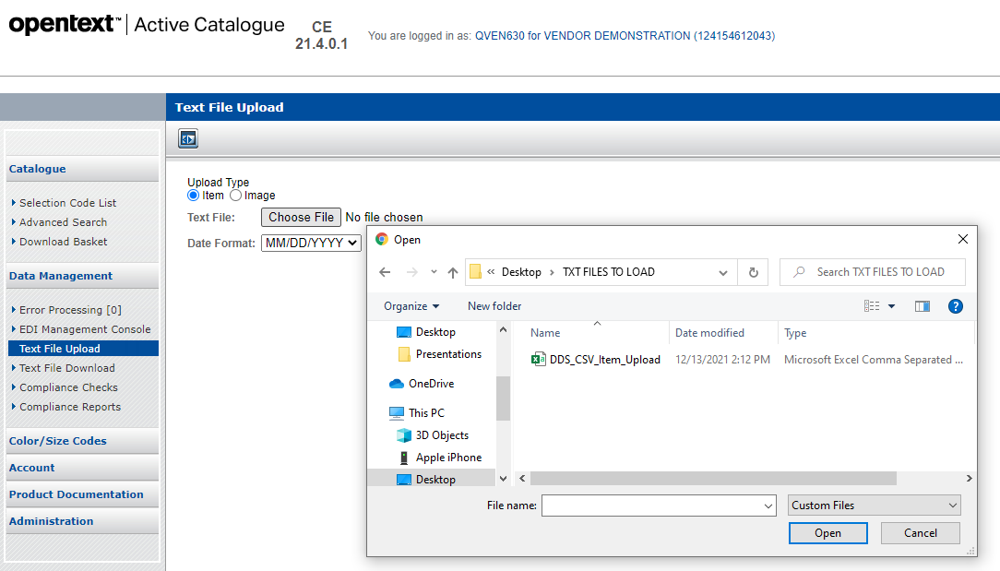 opentext™ | Active Catalogue
CE
21.4.0.1
You are logged in as: QVEN630 for VENDOR DEMONSTRATION (124154612043)
Text File Upload
Catalogue
Selection Code List
Advanced Search
Download Basket
Data Management
Error Processing [0]
EDI Management Console
Text File Upload
Text File Download
Compliance Checks
Compliance Reports
Color/Size Codes
Account
Product Documentation
Administration
Upload Type
Item Image
Text File: Choose File No file chosen
Date Format: MM/DD/YYYY
Open
« Desktop › TXT FILES TO LOAD
Search TXT FILES TO LOAD
Organize New folder
?
Desktop
Presentations
OneDrive
This PC
3D Objects
Apple iPhone
Desktop
Name Date modified Type
DDS_CSV_Item_Upload 12/13/2021 2:12 PM Microsoft Excel Comma Separated ...
File name: Custom Files
Open Cancel